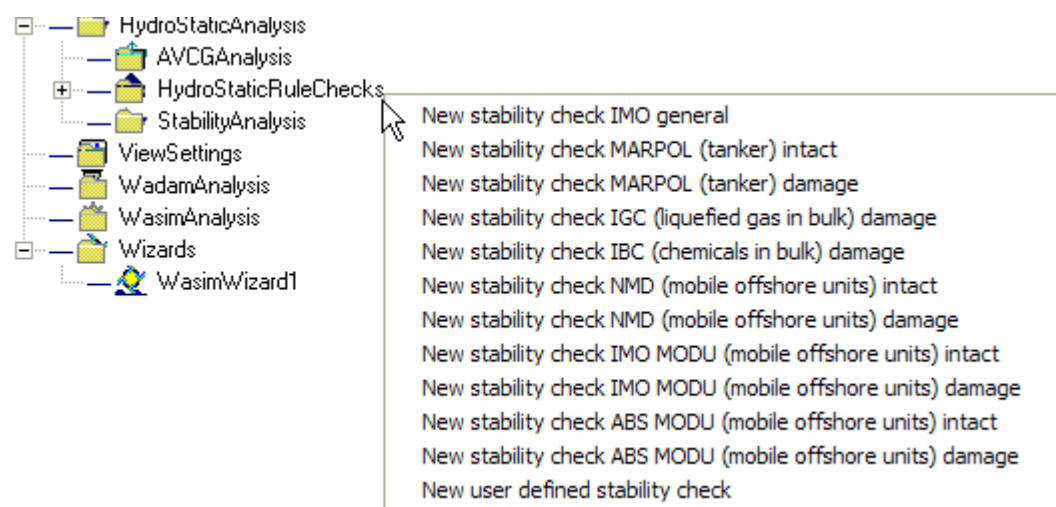 HydroStaticAnalysis
AVCGAnalysis
HydroStaticRuleChecks
StabilityAnalysis
ViewSettings
WadamAnalysis
WasimAnalysis
Wizards
WasimWizard1
New stability check IMO general
New stability check MARPOL (tanker) intact
New stability check MARPOL (tanker) damage
New stability check IGC (liquefied gas in bulk) damage
New stability check IBC (chemicals in bulk) damage
New stability check NMD (mobile offshore units) intact
New stability check NMD (mobile offshore units) damage
New stability check IMO MODU (mobile offshore units) intact
New stability check IMO MODU (mobile offshore units) damage
New stability check ABS MODU (mobile offshore units) intact
New stability check ABS MODU (mobile offshore units) damage
New user defined stability check